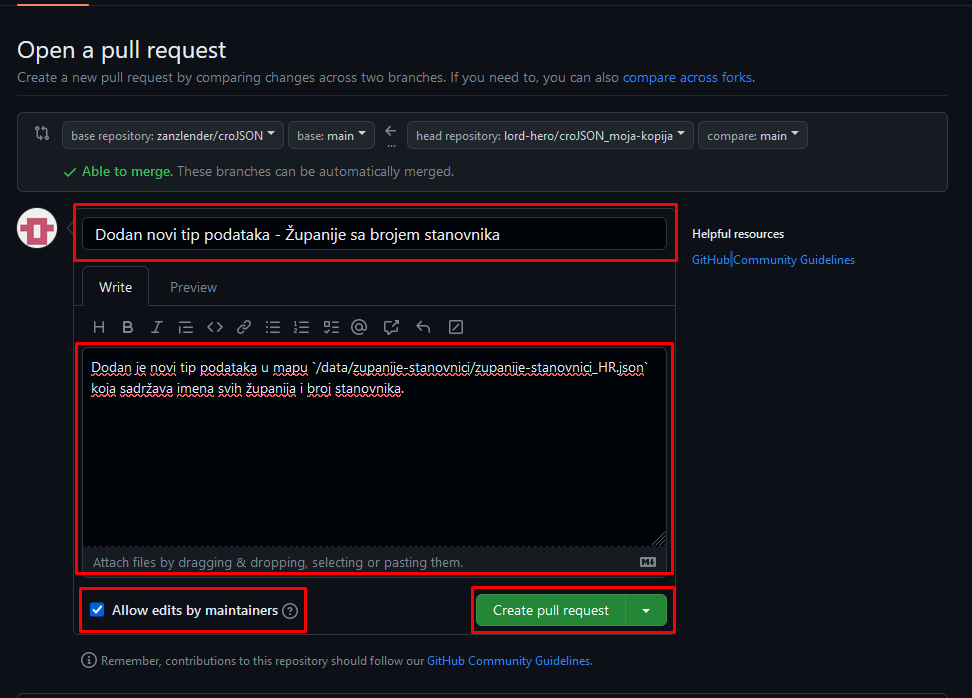 Open a pull request
Create a new pull request by comparing changes across two branches. If you need to, you can also compare across forks.
base repository: zanzlender/croJSON base: main ← ... head repository: lord-hero/croJSON_moja-kopija compare: main
Able to merge. These branches can be automatically merged.
Dodan novi tip podataka - Županije sa brojem stanovnika
Helpful resources
GitHub Community Guidelines
Write Preview
Dodan je novi tip podataka u mapu `/data/zupanije-stanovnici/zupanije-stanovnici_HR.json`
koja sadržava imena svih županija i broj stanovnika.
Attach files by dragging & dropping, selecting or pasting them.
Allow edits by maintainers
Create pull request
Remember, contributions to this repository should follow our GitHub Community Guidelines.